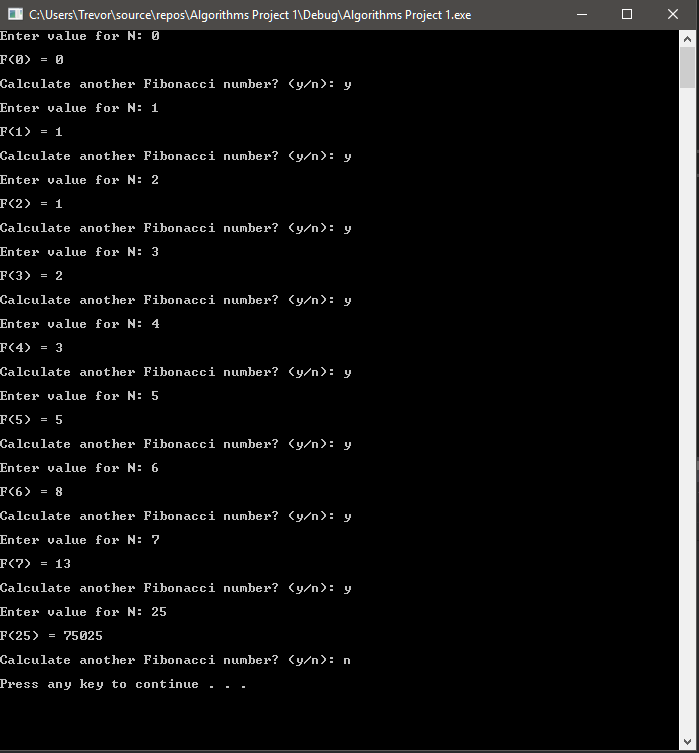 C:\Users\Trevor\source\repos\Algorithms Project 1\Debug\Algorithms Project 1.exe
Enter value for N: 0
F(0) = 0
Calculate another Fibonacci number? (y/n): y
Enter value for N: 1
F(1) = 1
Calculate another Fibonacci number? (y/n): y
Enter value for N: 2
F(2) = 1
Calculate another Fibonacci number? (y/n): y
Enter value for N: 3
F(3) = 2
Calculate another Fibonacci number? (y/n): y
Enter value for N: 4
F(4) = 3
Calculate another Fibonacci number? (y/n): y
Enter value for N: 5
F(5) = 5
Calculate another Fibonacci number? (y/n): y
Enter value for N: 6
F(6) = 8
Calculate another Fibonacci number? (y/n): y
Enter value for N: 7
F(7) = 13
Calculate another Fibonacci number? (y/n): y
Enter value for N: 25
F(25) = 75025
Calculate another Fibonacci number? (y/n): n
Press any key to continue . . .